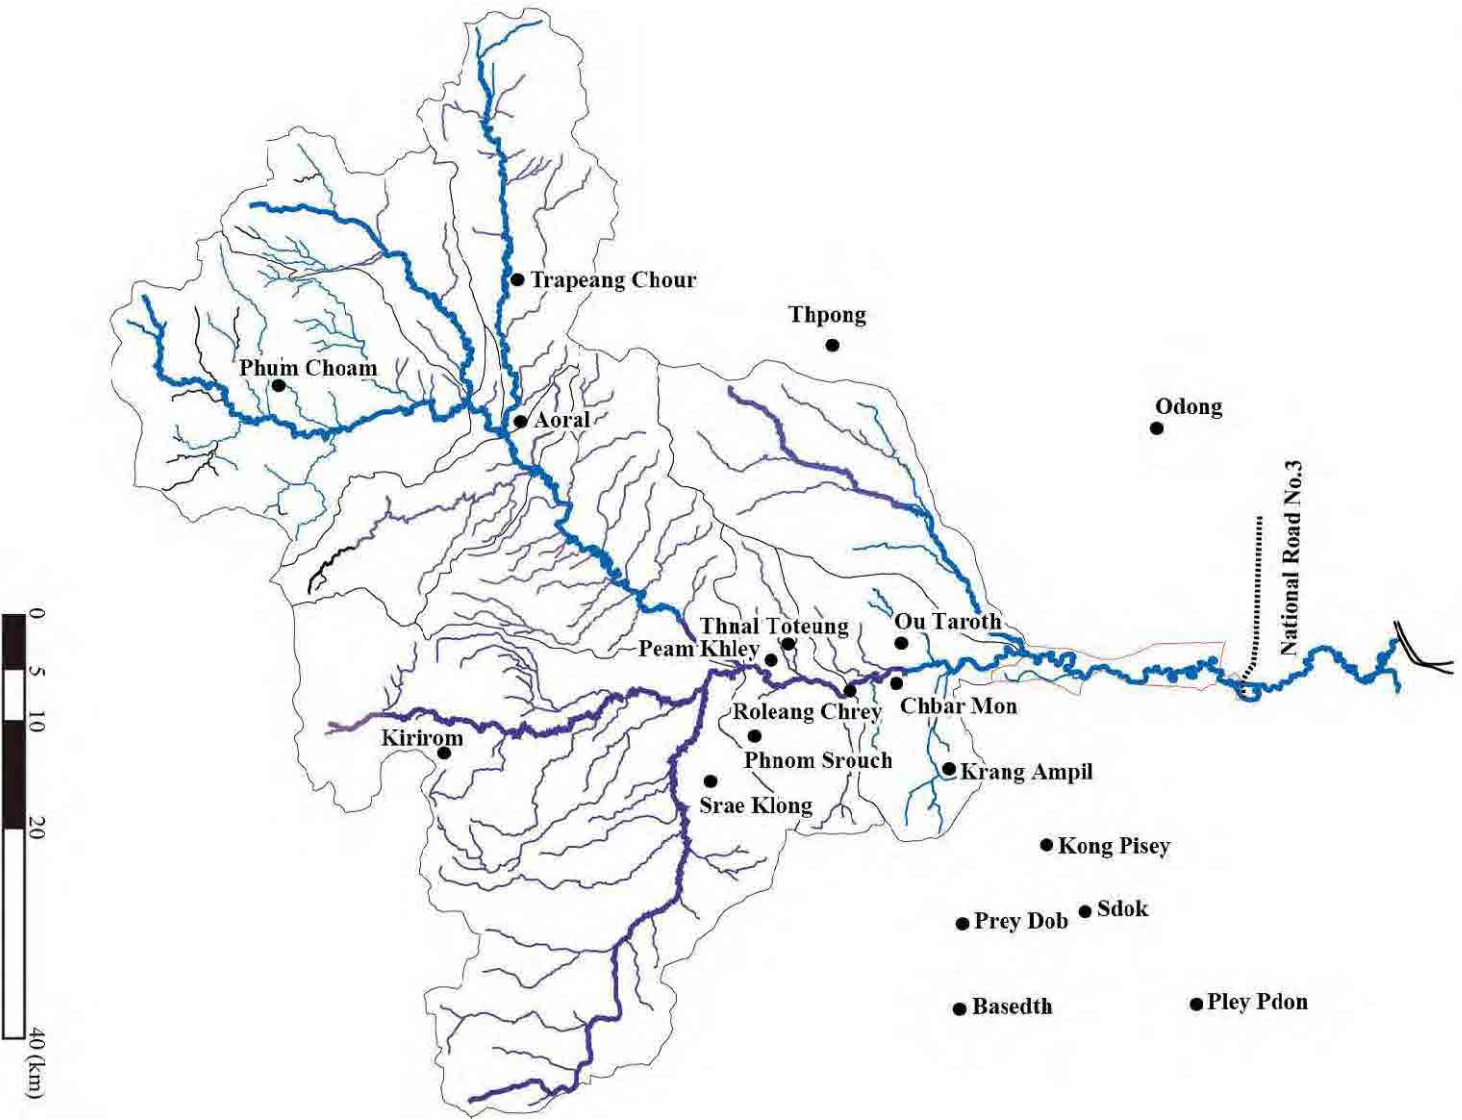 Trapeang Chour
Thpong
Phum Choam
Odong
Aoral
National Road No.3
0
5
10
20
40 (km)
Ou Taroth
Thnal Toteung
Peam Khley
Roleang Chrey
Chbar Mon
Kirirom
Phnom Srouch
Krang Ampil
Srae Klong
Kong Pisey
Sdok
Prey Dob
Basedth
Pley Pdon